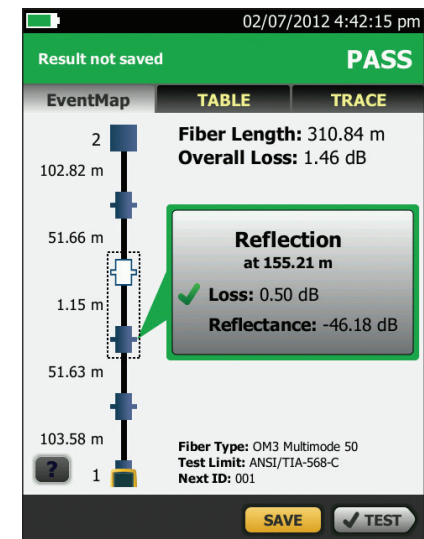 02/07/2012 4:42:15 pm
Result not saved
PASS
EventMap
TABLE
TRACE
2
Fiber Length: 310.84 m
Overall Loss: 1.46 dB
102.82 m
51.66 m
Reflection
at 155.21 m
Loss: 0.50 dB
Reflectance: -46.18 dB
1.15 m
51.63 m
103.58 m
Fiber Type: OM3 Multimode 50
Test Limit: ANSI/TIA-568-C
Next ID: 001
?
1
SAVE
TEST